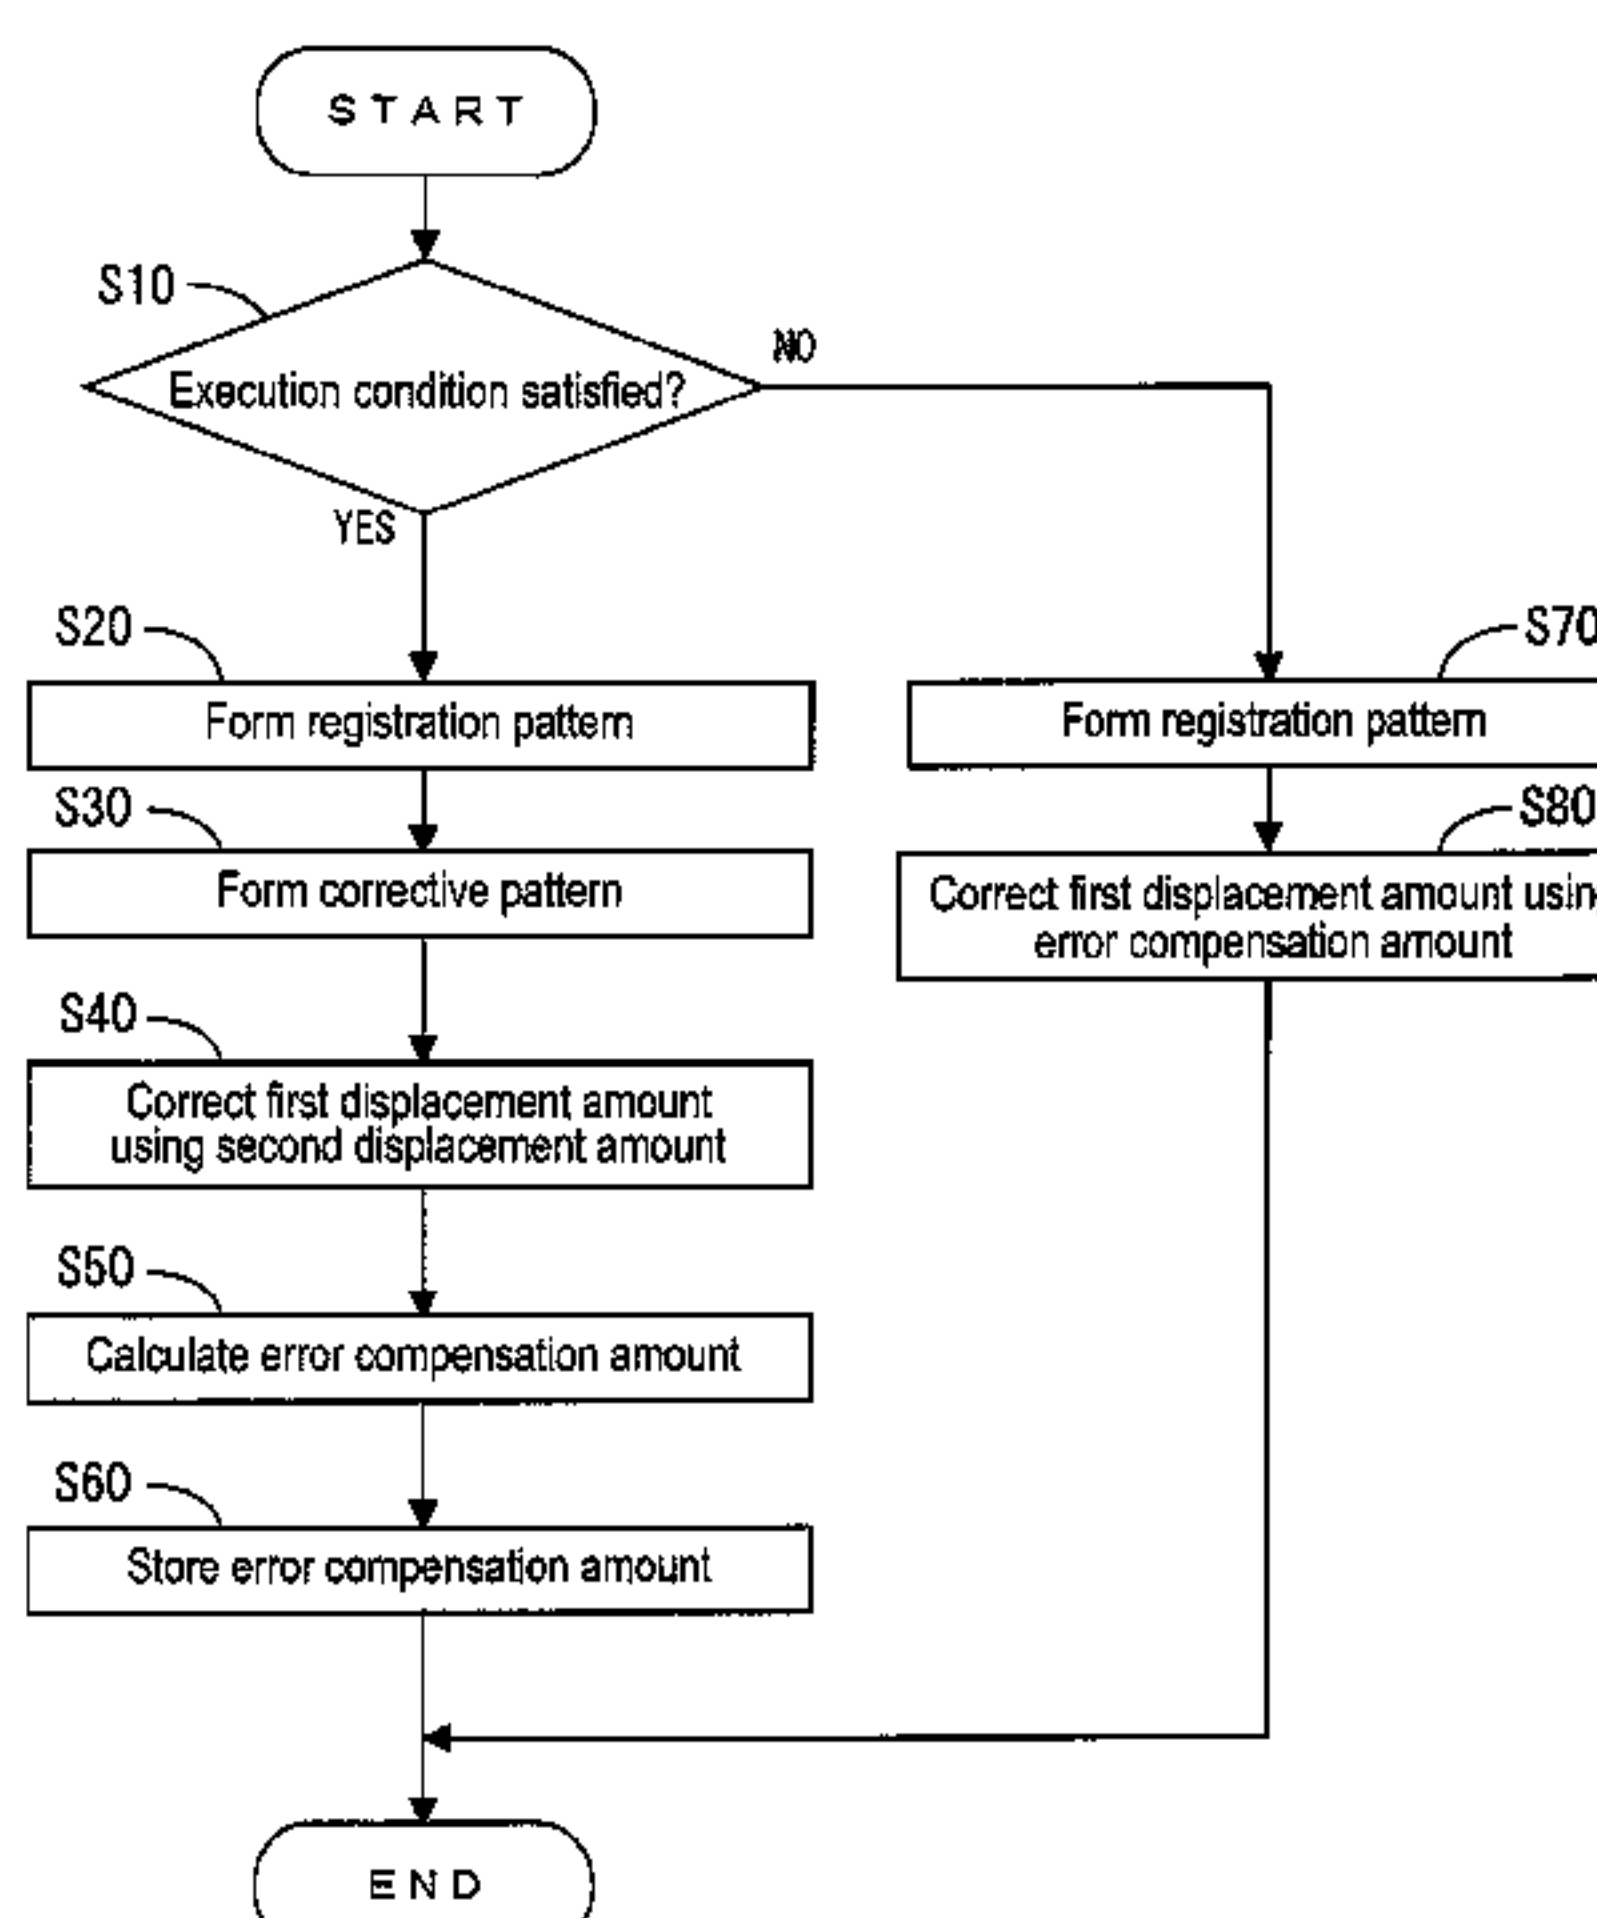 START
S10
Execution condition satisfied?
NO
YES
S20
Form registration pattern
S30
Form corrective pattern
S40
Correct first displacement amount
using second displacement amount
S50
Calculate error compensation amount
S60
Store error compensation amount
S70
Form registration pattern
S80
Correct first displacement amount using
error compensation amount
END